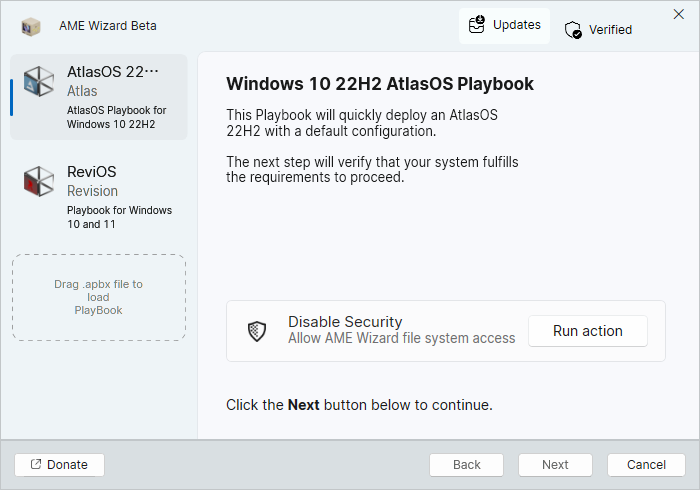 AME Wizard Beta
Updates
Verified
AtlasOS 22···
Atlas
AtlasOS Playbook for
Windows 10 22H2
ReviOS
Revision
Playbook for Windows
10 and 11
Drag .apbx file to
load
PlayBook
Windows 10 22H2 AtlasOS Playbook
This Playbook will quickly deploy an AtlasOS
22H2 with a default configuration.
The next step will verify that your system fulfills
the requirements to proceed.
Disable Security
Allow AME Wizard file system access
Run action
Click the Next button below to continue.
Donate
Back
Next
Cancel